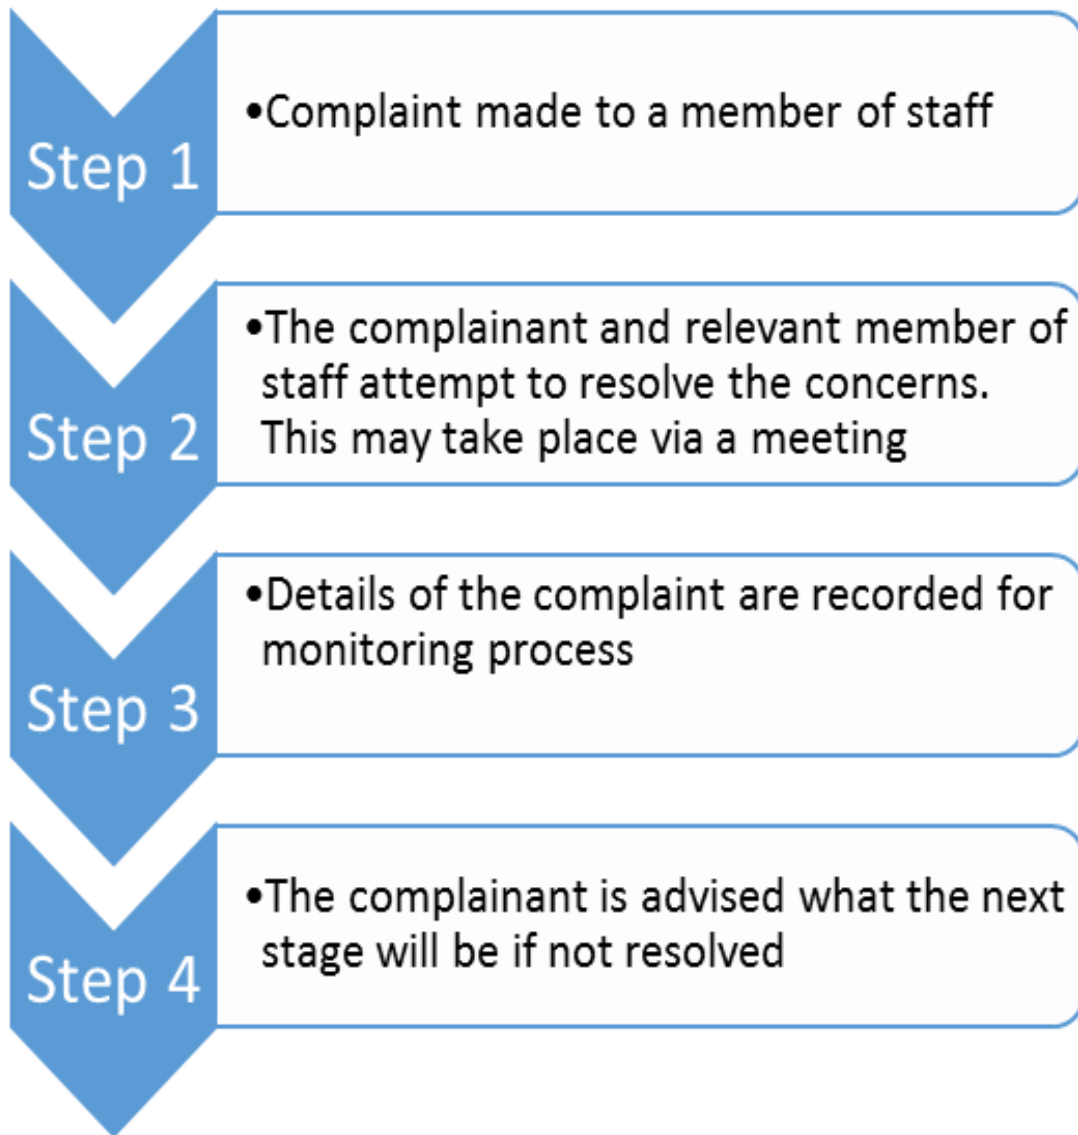 Step 1
•Complaint made to a member of staff
Step 2
•The complainant and relevant member of
staff attempt to resolve the concerns.
This may take place via a meeting
Step 3
•Details of the complaint are recorded for
monitoring process
Step 4
•The complainant is advised what the next
stage will be if not resolved